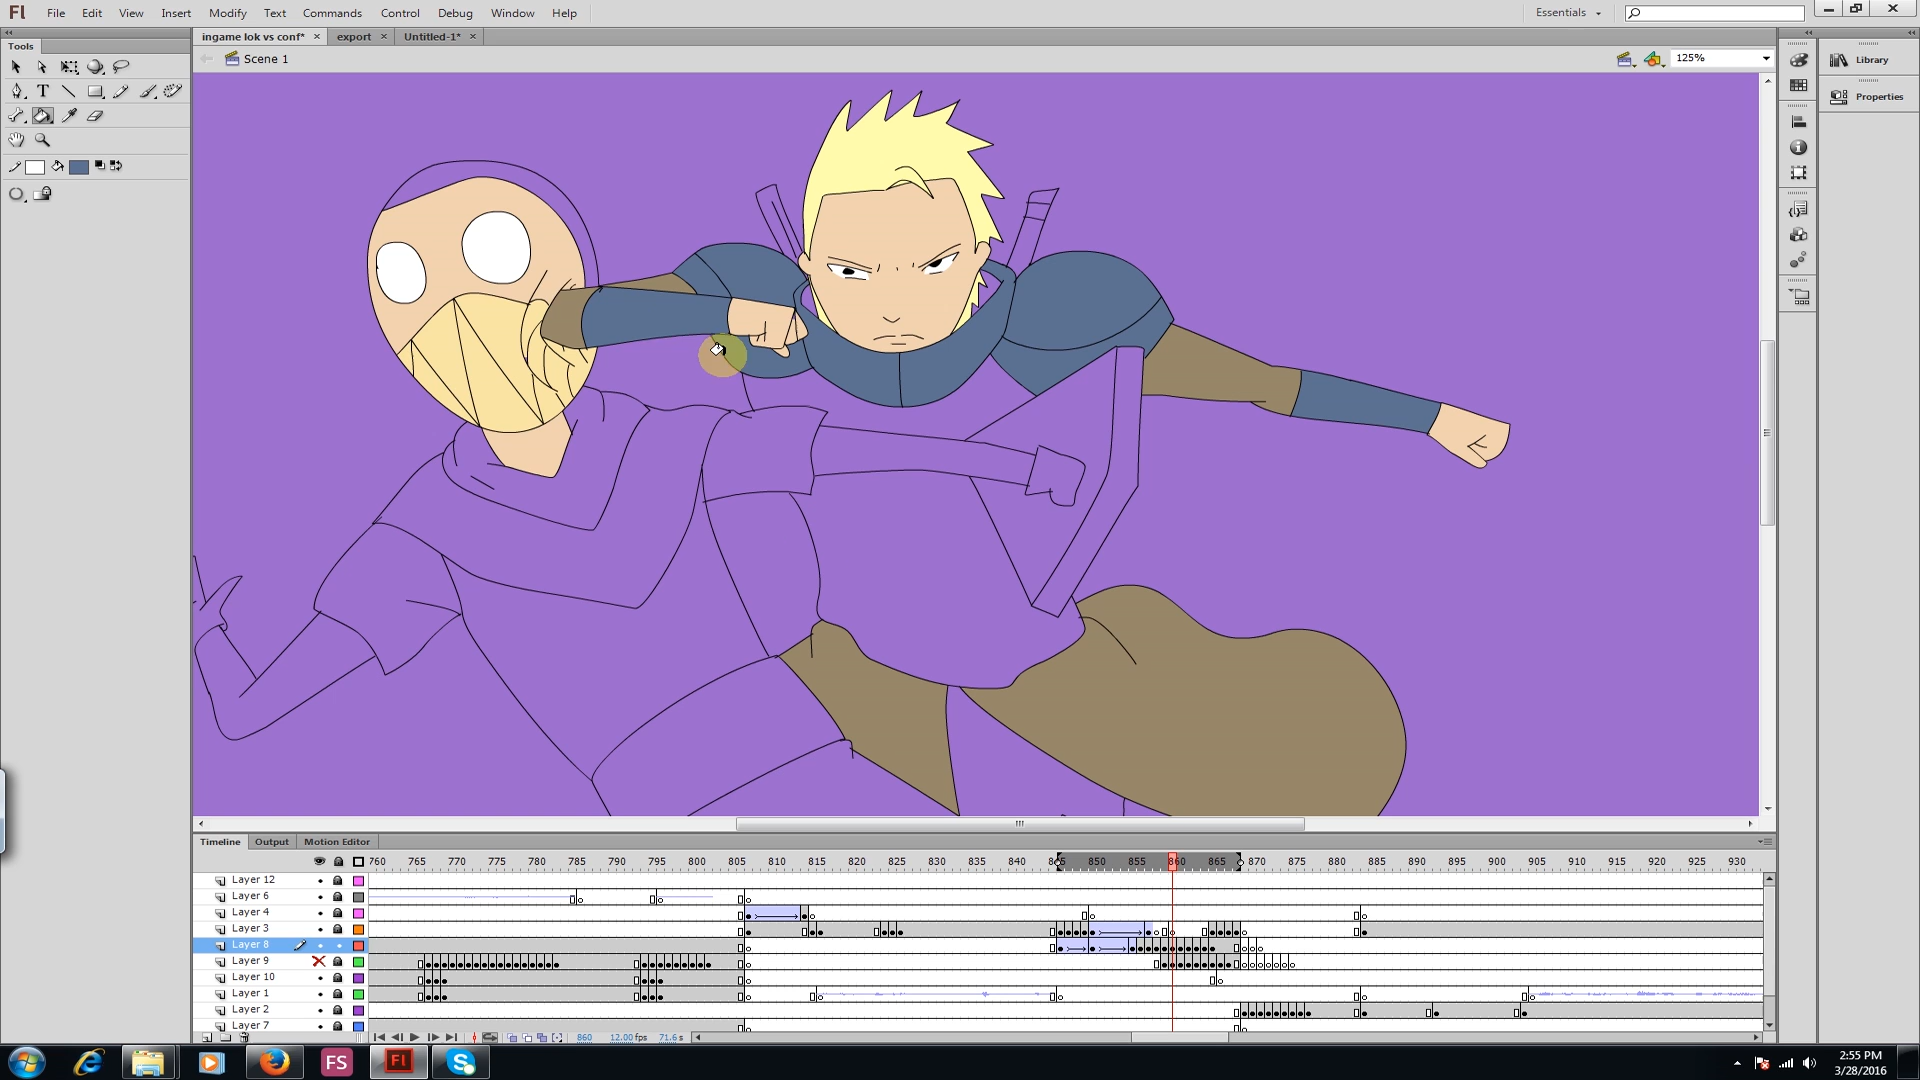 Fl File Edit View Insert Modify Text Commands Control Debug Window Help Essentials
Tools
ingame lok vs conf* × export × Untitled-1* ×
Scene 1 125%
T
Library
Properties
Timeline Output Motion Editor
760 765 770 775 780 785 790 795 800 805 810 815 820 825 830 835 840 845 850 855 860 865 870 875 880 885 890 895 900 905 910 915 920 925 930
Layer 12
Layer 6
Layer 4
Layer 3
Layer 8
Layer 9
Layer 10
Layer 1
Layer 2
Layer 7
860 12.00 fps 71.6 s
FS Fl S
2:55 PM
3/28/2016